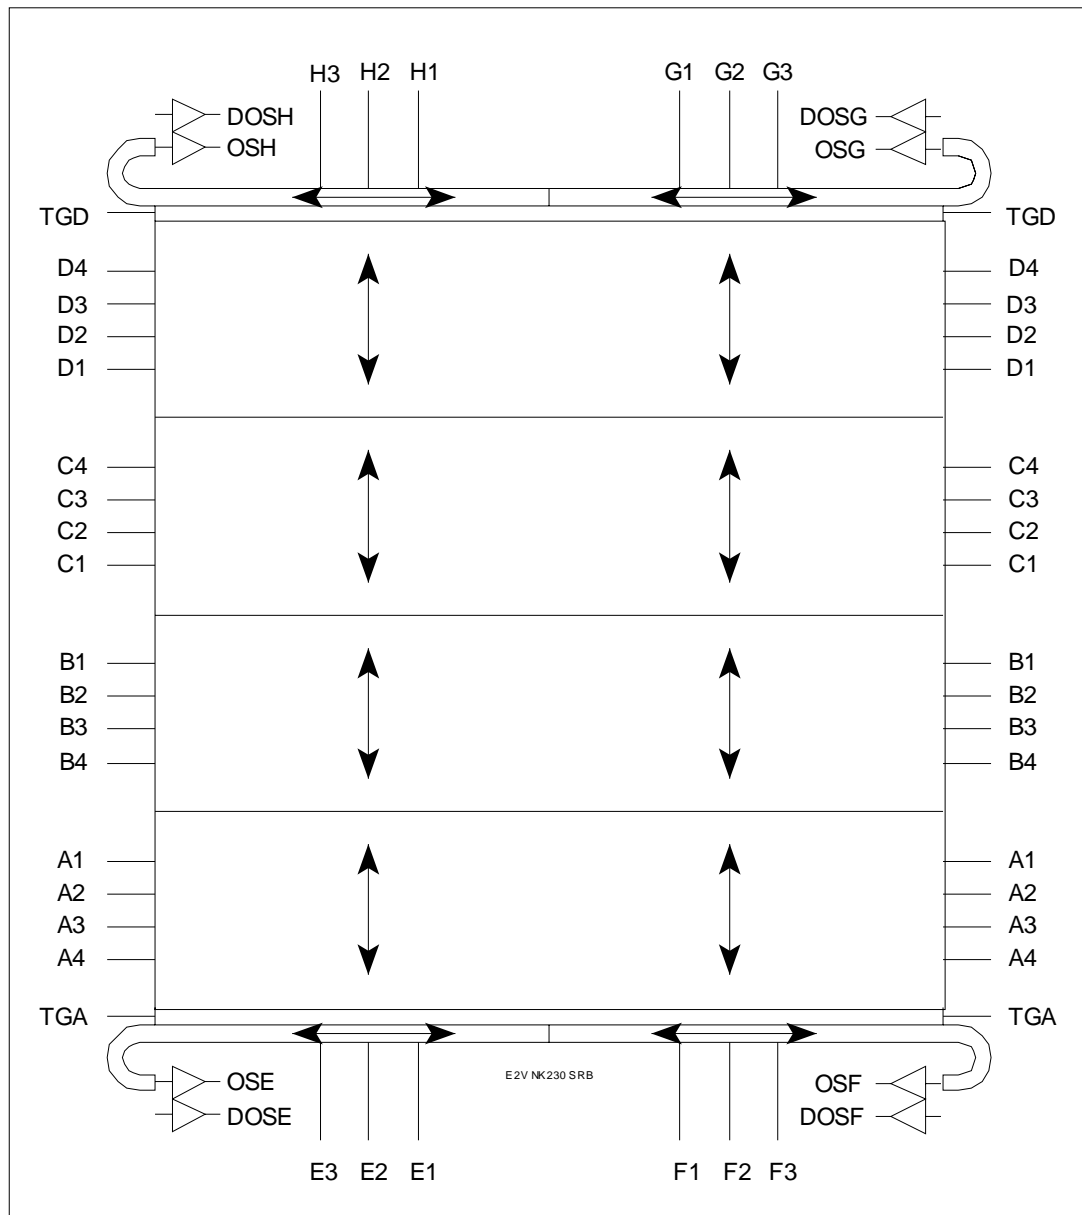 H3 H2 H1 G1 G2 G3
DOSH DOSG
OSH OSG
TGD TGD
D4 D4
D3 D3
D2 D2
D1 D1
C4 C4
C3 C3
C2 C2
C1 C1
B1 B1
B2 B2
B3 B3
B4 B4
A1 A1
A2 A2
A3 A3
A4 A4
TGA TGA
OSE E2V NK230 SRB OSF
DOSE DOSF
E3 E2 E1 F1 F2 F3